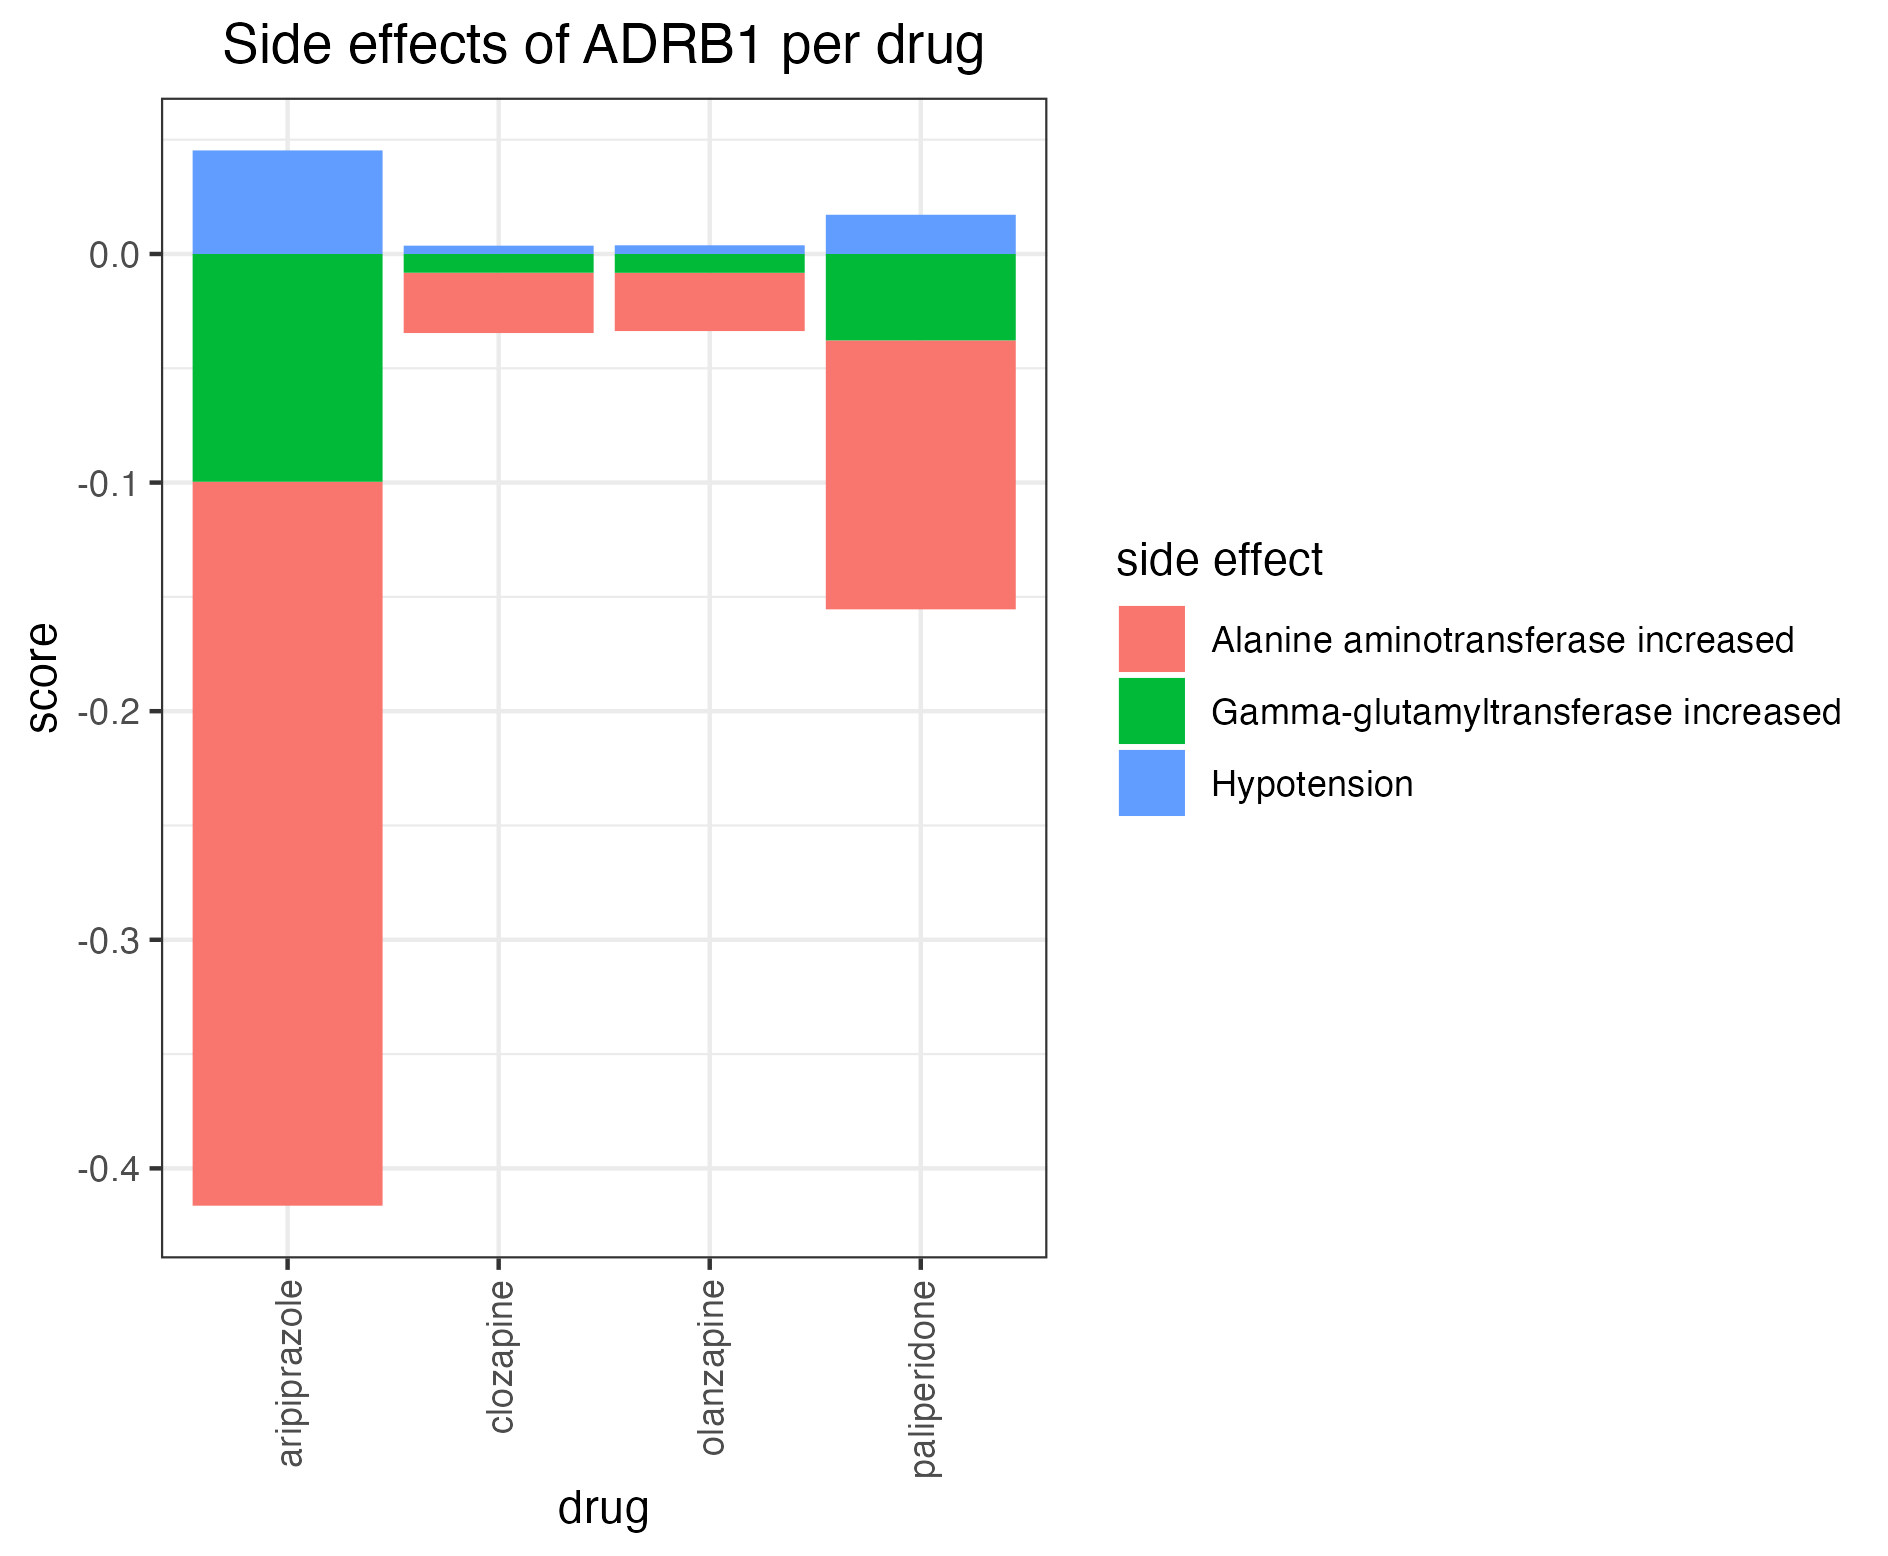 Side effects of ADRB1 per drug
score
0.0
-0.1
-0.2
-0.3
-0.4
aripiprazole
clozapine
olanzapine
paliperidone
drug
side effect
Alanine aminotransferase increased
Gamma-glutamyltransferase increased
Hypotension